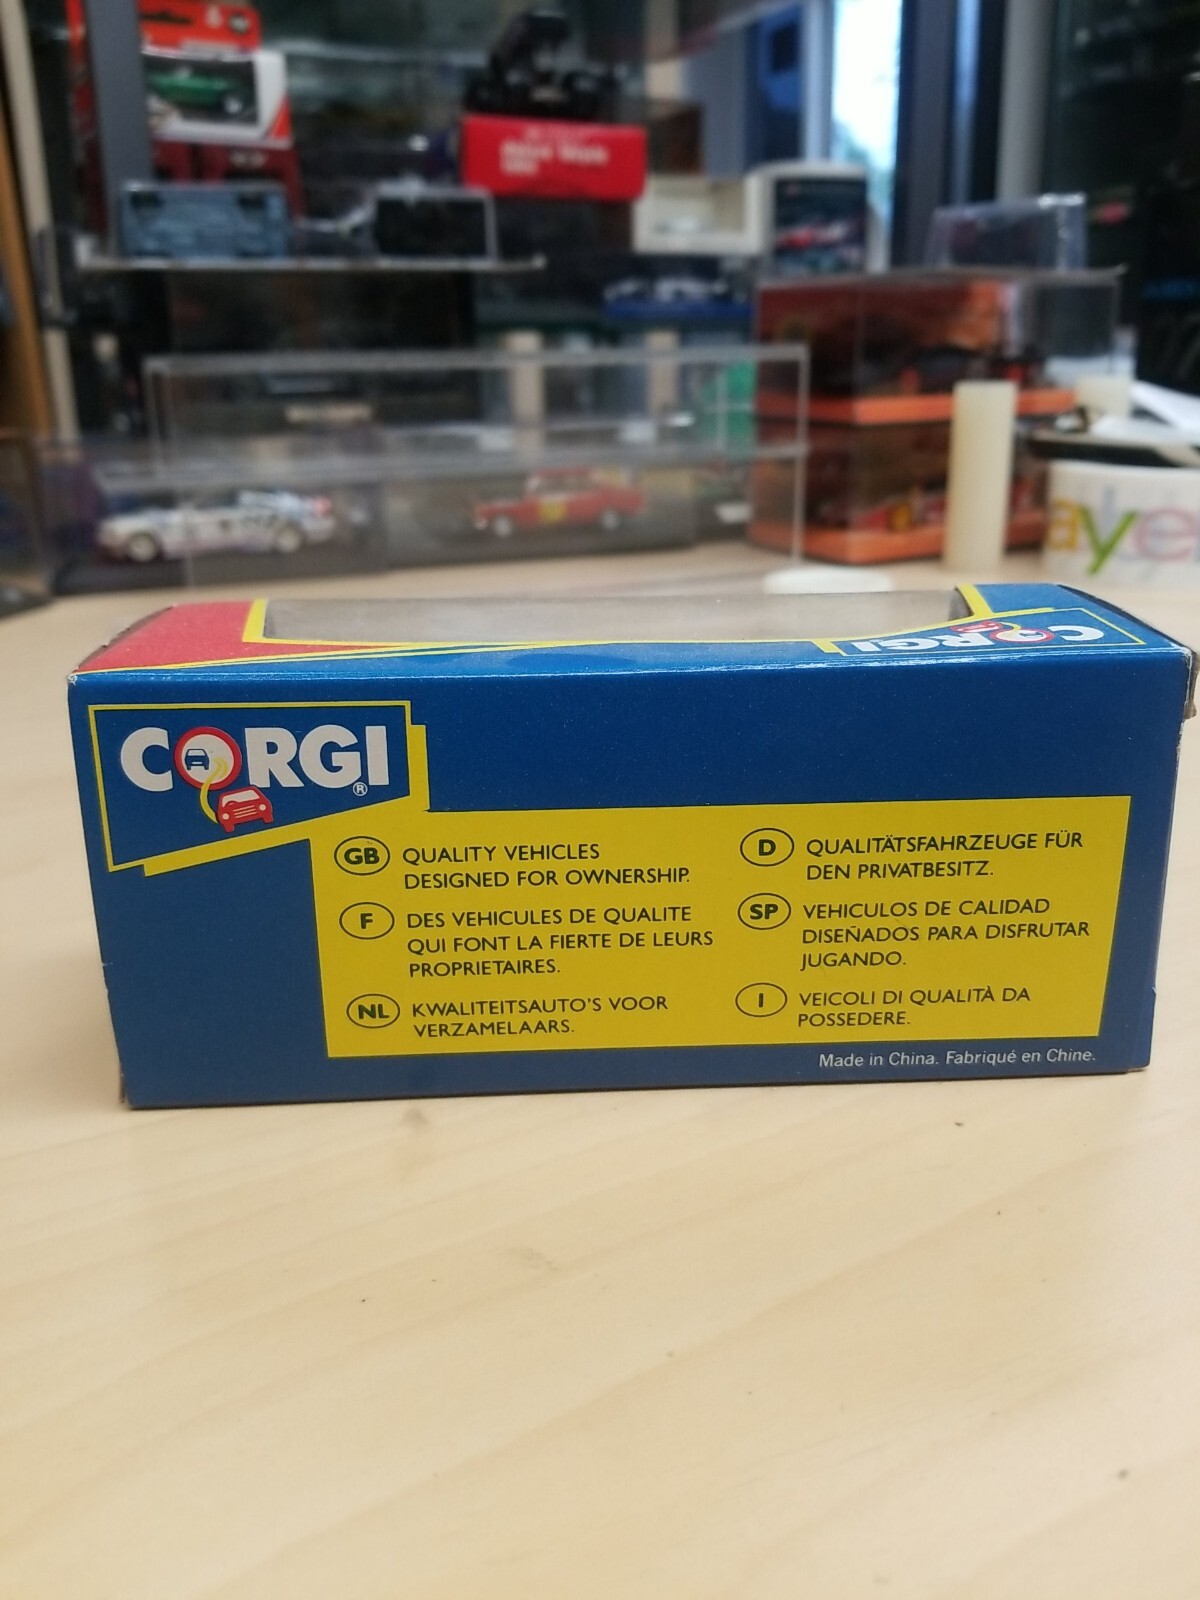 CORGI
CORGI®
GB QUALITY VEHICLES
DESIGNED FOR OWNERSHIP.
F DES VEHICULES DE QUALITE
QUI FONT LA FIERTE DE LEURS
PROPRIETAIRES.
NL KWALITEITSAUTO'S VOOR
VERZAMELAARS.
D QUALITÄTSFAHRZEUGE FÜR
DEN PRIVATBESITZ.
SP VEHICULOS DE CALIDAD
DISEÑADOS PARA DISFRUTAR
JUGANDO.
I VEICOLI DI QUALITÀ DA
POSSEDERE.
Made in China. Fabriqué en Chine.